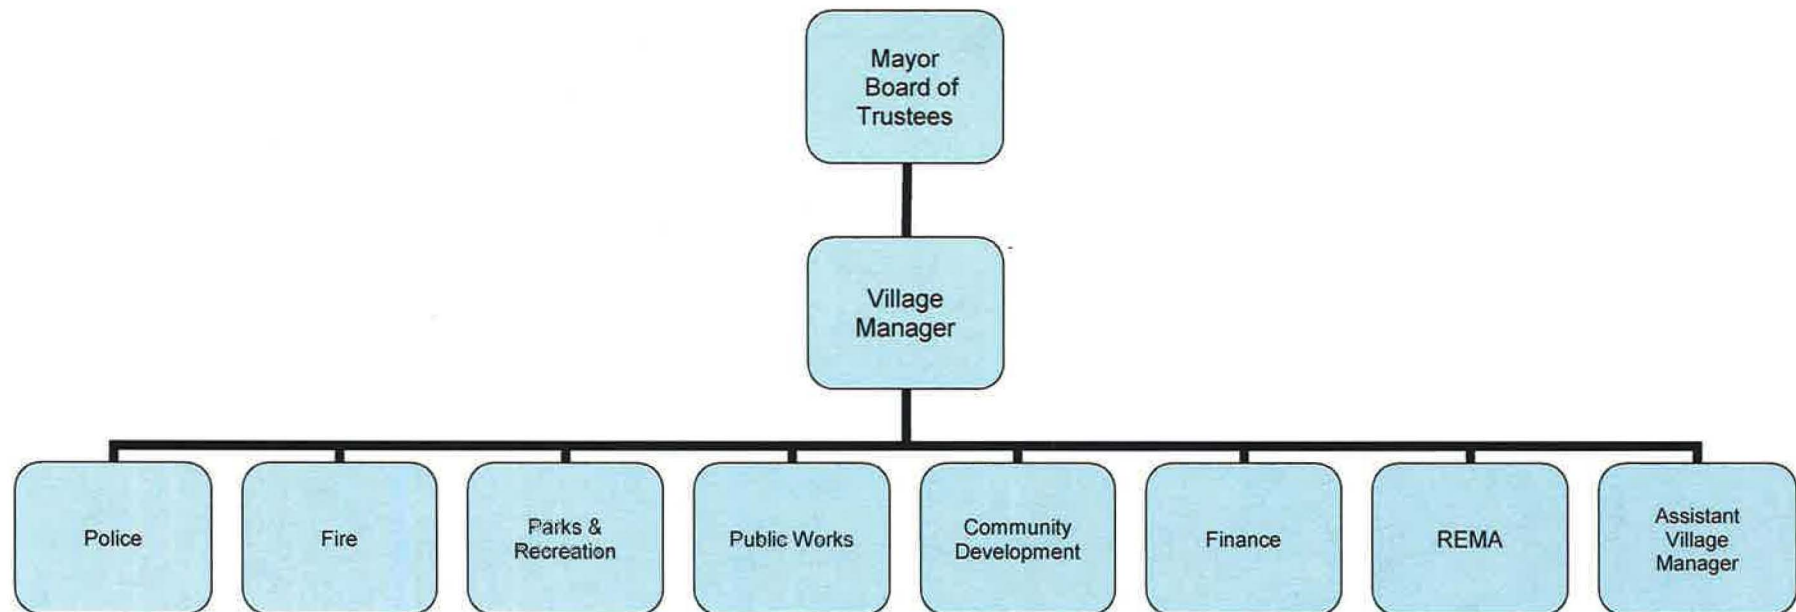 Mayor
Board of
Trustees
Village
Manager
Police
Fire
Parks &
Recreation
Public Works
Community
Development
Finance
REMA
Assistant
Village
Manager